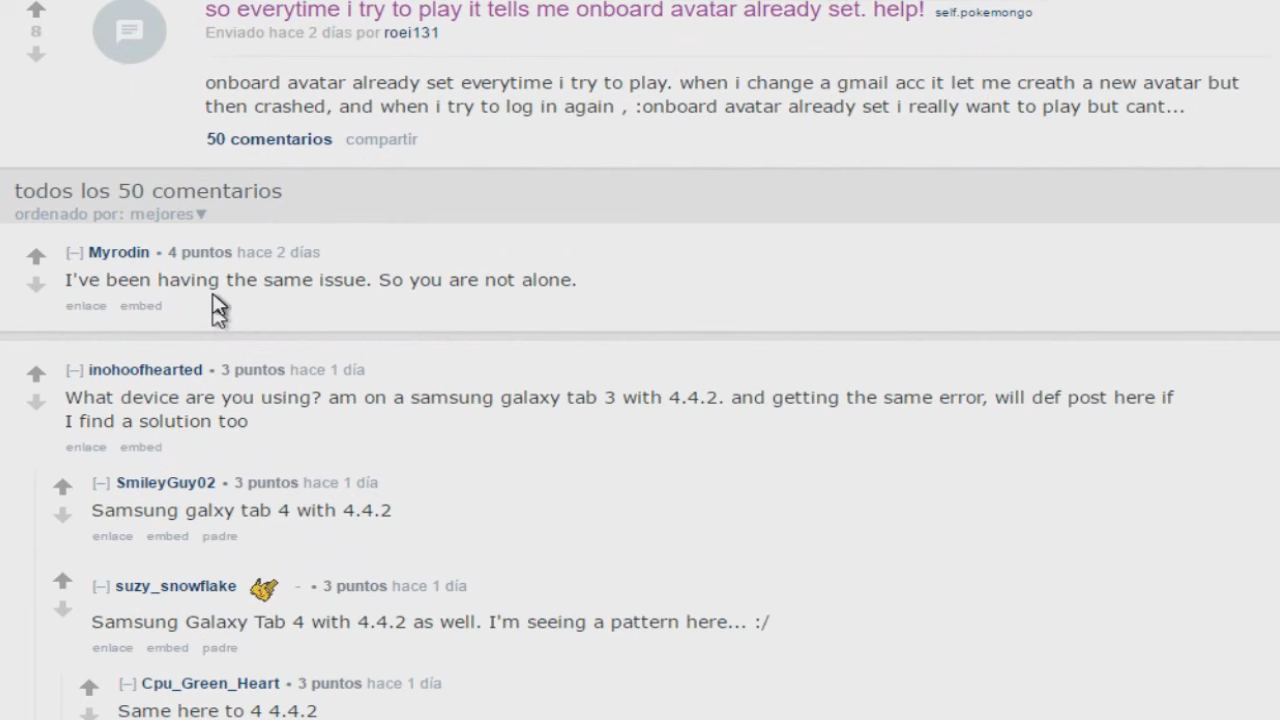 so everytime i try to play it tells me onboard avatar already set. help! self.pokemongo
8
Enviado hace 2 días por roei131
onboard avatar already set everytime i try to play. when i change a gmail acc it let me creath a new avatar but
then crashed, and when i try to log in again , :onboard avatar already set i really want to play but cant...
50 comentarios compartir
todos los 50 comentarios
ordenado por: mejores▼
[–] Myrodin • 4 puntos hace 2 días
I've been having the same issue. So you are not alone.
enlace embed
[–] inohoofhearted • 3 puntos hace 1 día
What device are you using? am on a samsung galaxy tab 3 with 4.4.2. and getting the same error, will def post here if
I find a solution too
enlace embed
[–] SmileyGuy02 • 3 puntos hace 1 día
Samsung galxy tab 4 with 4.4.2
enlace embed padre
[–] suzy_snowflake - • 3 puntos hace 1 día
Samsung Galaxy Tab 4 with 4.4.2 as well. I'm seeing a pattern here... :/
enlace embed padre
[–] Cpu_Green_Heart • 3 puntos hace 1 día
Same here to 4 4.4.2